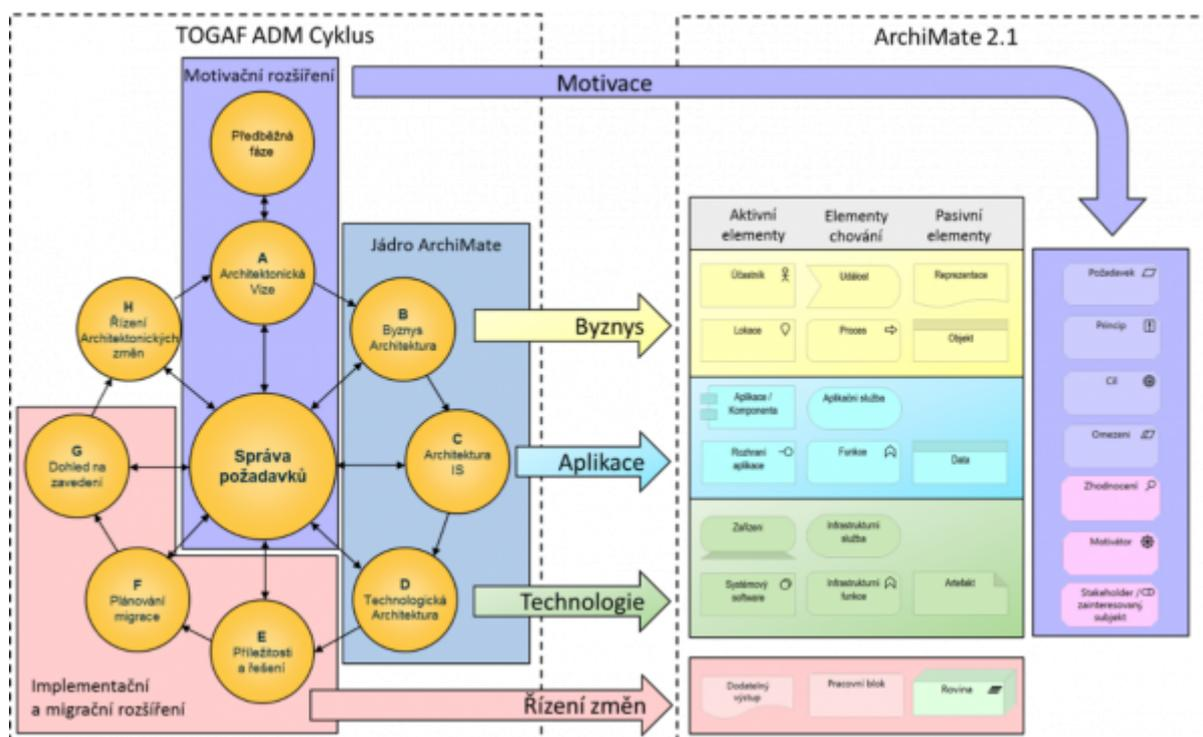 TOGAF ADM Cyklus
Motivační rozšíření
Předběžná
fáze
A
Architektonická
Vize
Jádro ArchiMate
B
Byznys
Architektura
H
Řízení
Architektonických
změn
C
Architektura
IS
G
Dohled na
zavedení
Správa
požadavků
F
Plánování
migrace
D
Technologická
Architektura
E
Příležitosti
a řešení
Implementační
a migrační rozšíření
Motivace
Byznys
Aplikace
Technologie
Řízení změn
ArchiMate 2.1
Aktivní
elementy
Elementy
chování
Pasivní
elementy
Účastník
Událost
Reprezentace
Lokace
Proces
Objekt
Aplikace /
Komponenta
Aplikační služba
Rozhraní
aplikace
Funkce
Data
Zařízení
Infrastrukturní
služba
Systémový
software
Infrastrukturní
funkce
Artefakt
Dodatelný
výstup
Pracovní blok
Rovina
Požadavek
Princip
Cíl
Omezení
Zhodnocení
Motivátor
Stakeholder /
zainteresovaný
subjekt